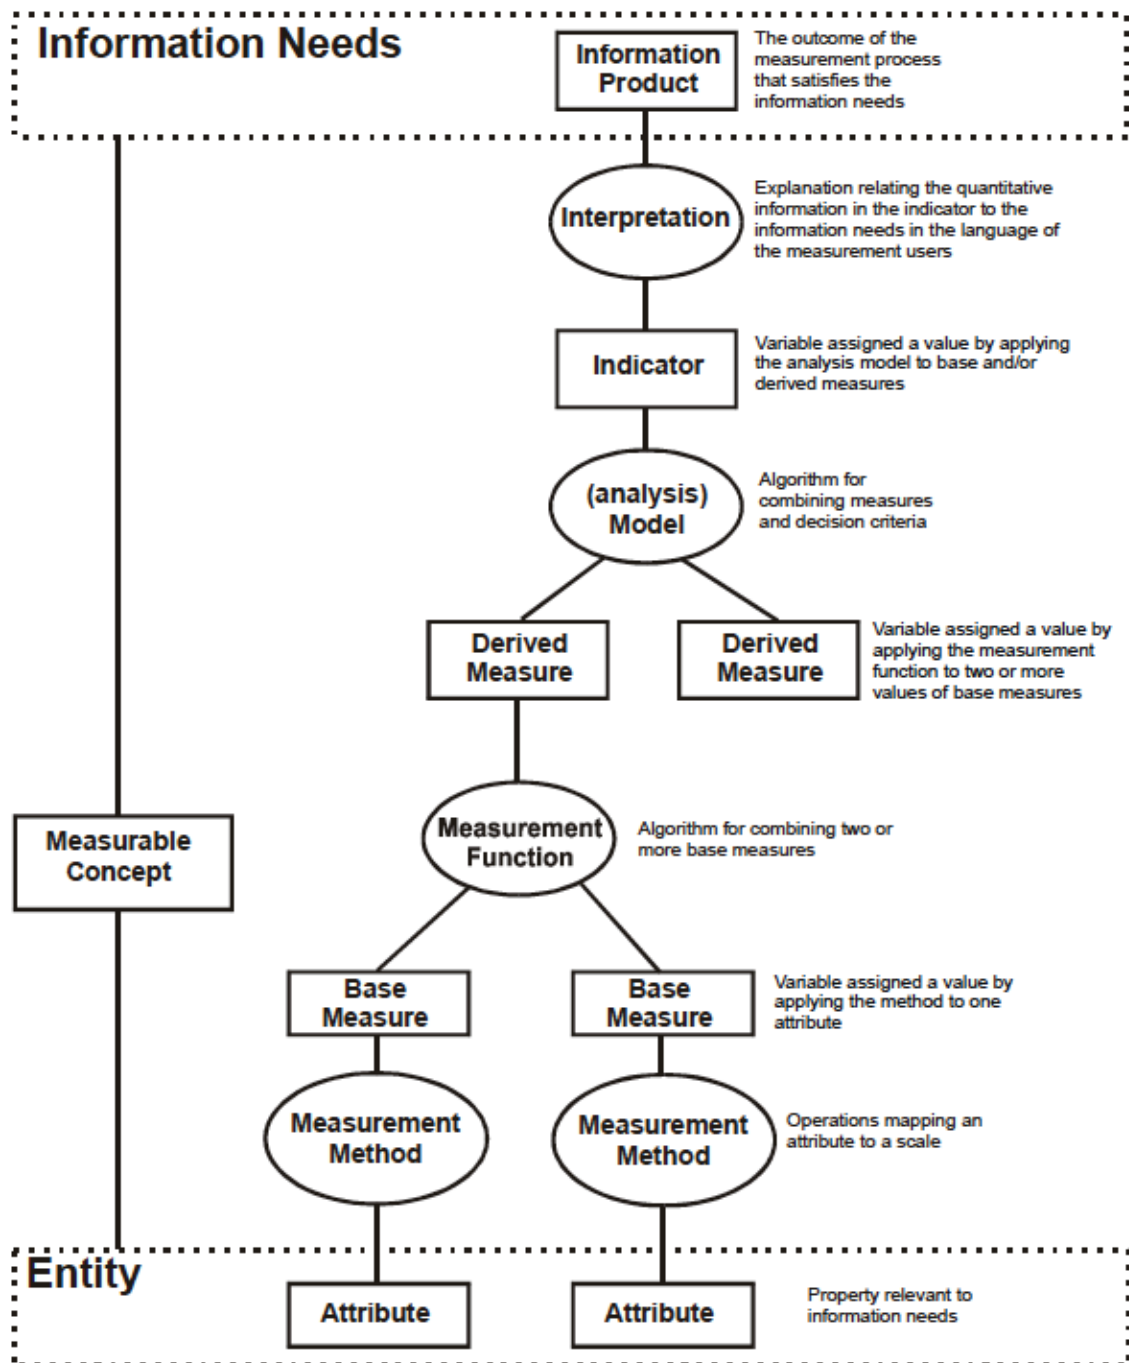 Information Needs
Information
Product
The outcome of the
measurement process
that satisfies the
information needs
Interpretation
Explanation relating the quantitative
information in the indicator to the
information needs in the language of
the measurement users
Indicator
Variable assigned a value by applying
the analysis model to base and/or
derived measures
(analysis)
Model
Algorithm for
combining measures
and decision criteria
Derived
Measure
Derived
Measure
Variable assigned a value by
applying the measurement
function to two or more
values of base measures
Measurable
Concept
Measurement
Function
Algorithm for combining two or
more base measures
Base
Measure
Base
Measure
Variable assigned a value by
applying the method to one
attribute
Measurement
Method
Measurement
Method
Operations mapping an
attribute to a scale
Entity
Attribute
Attribute
Property relevant to
information needs